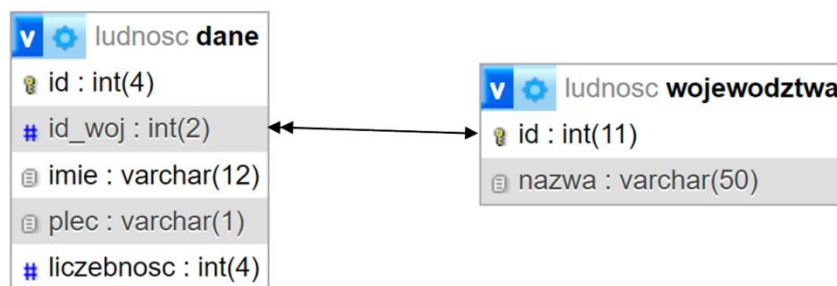 v ludnosc dane
id : int(4)
# id_woj : int(2)
imie : varchar(12)
plec : varchar(1)
# liczebnosc : int(4)
v ludnosc wojewodztwa
id : int(11)
nazwa : varchar(50)